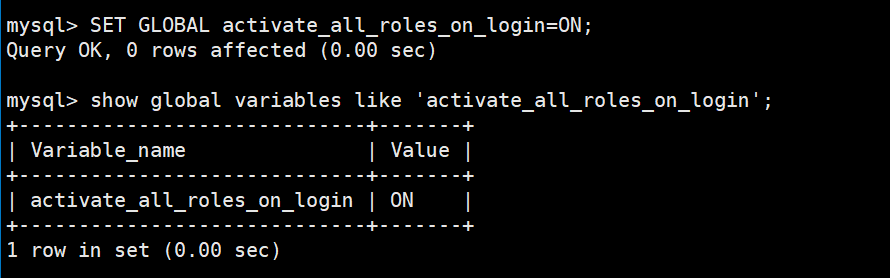 mysql> SET GLOBAL activate_all_roles_on_login=ON;
Query OK, 0 rows affected (0.00 sec)
mysql> show global variables like 'activate_all_roles_on_login';
+-----------------------------+-------+
| Variable_name               | Value |
+-----------------------------+-------+
| activate_all_roles_on_login | ON    |
+-----------------------------+-------+
1 row in set (0.00 sec)